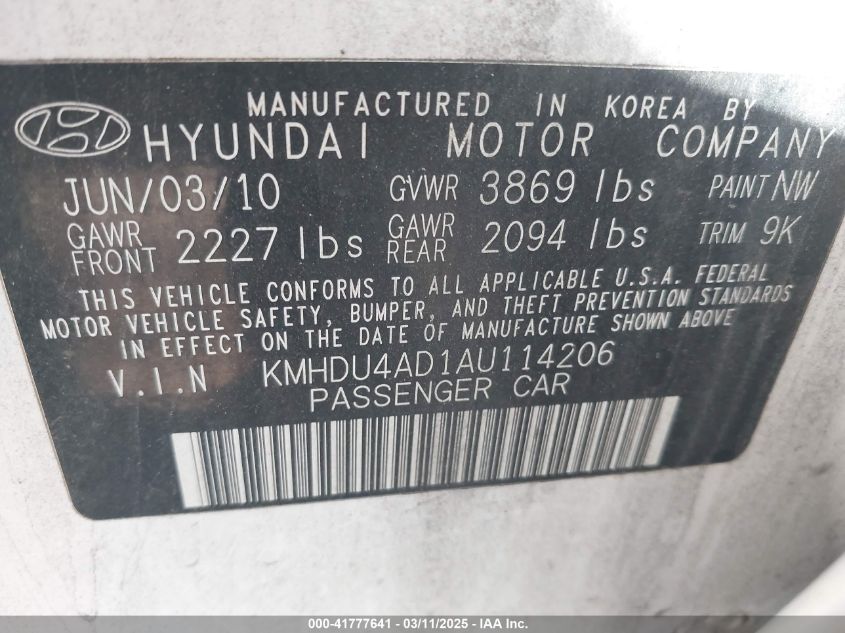 MANUFACTURED IN KOREA BY
HYUNDAI MOTOR COMPANY
JUN/03/10 GVWR 3869 lbs PAINT NW
GAWR FRONT 2227 lbs GAWR REAR 2094 lbs TRIM 9K
THIS VEHICLE CONFORMS TO ALL APPLICABLE U.S.A. FEDERAL
MOTOR VEHICLE SAFETY, BUMPER, AND THEFT PREVENTION STANDARDS
IN EFFECT ON THE DATE OF MANUFACTURE SHOWN ABOVE
V.I.N KMHDU4AD1AU114206
PASSENGER CAR
000-41777641 - 03/11/2025 - IAA Inc.